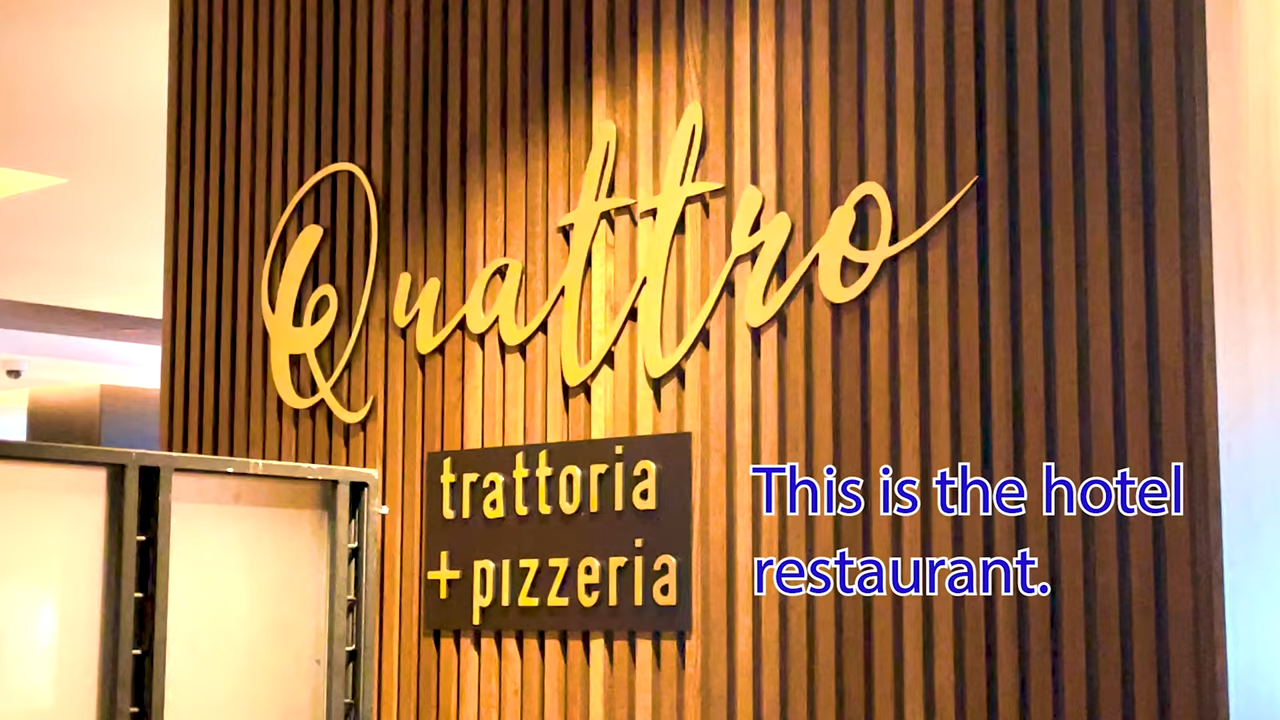 Quattro
trattoria
+ pizzeria
This is the hotel
restaurant.